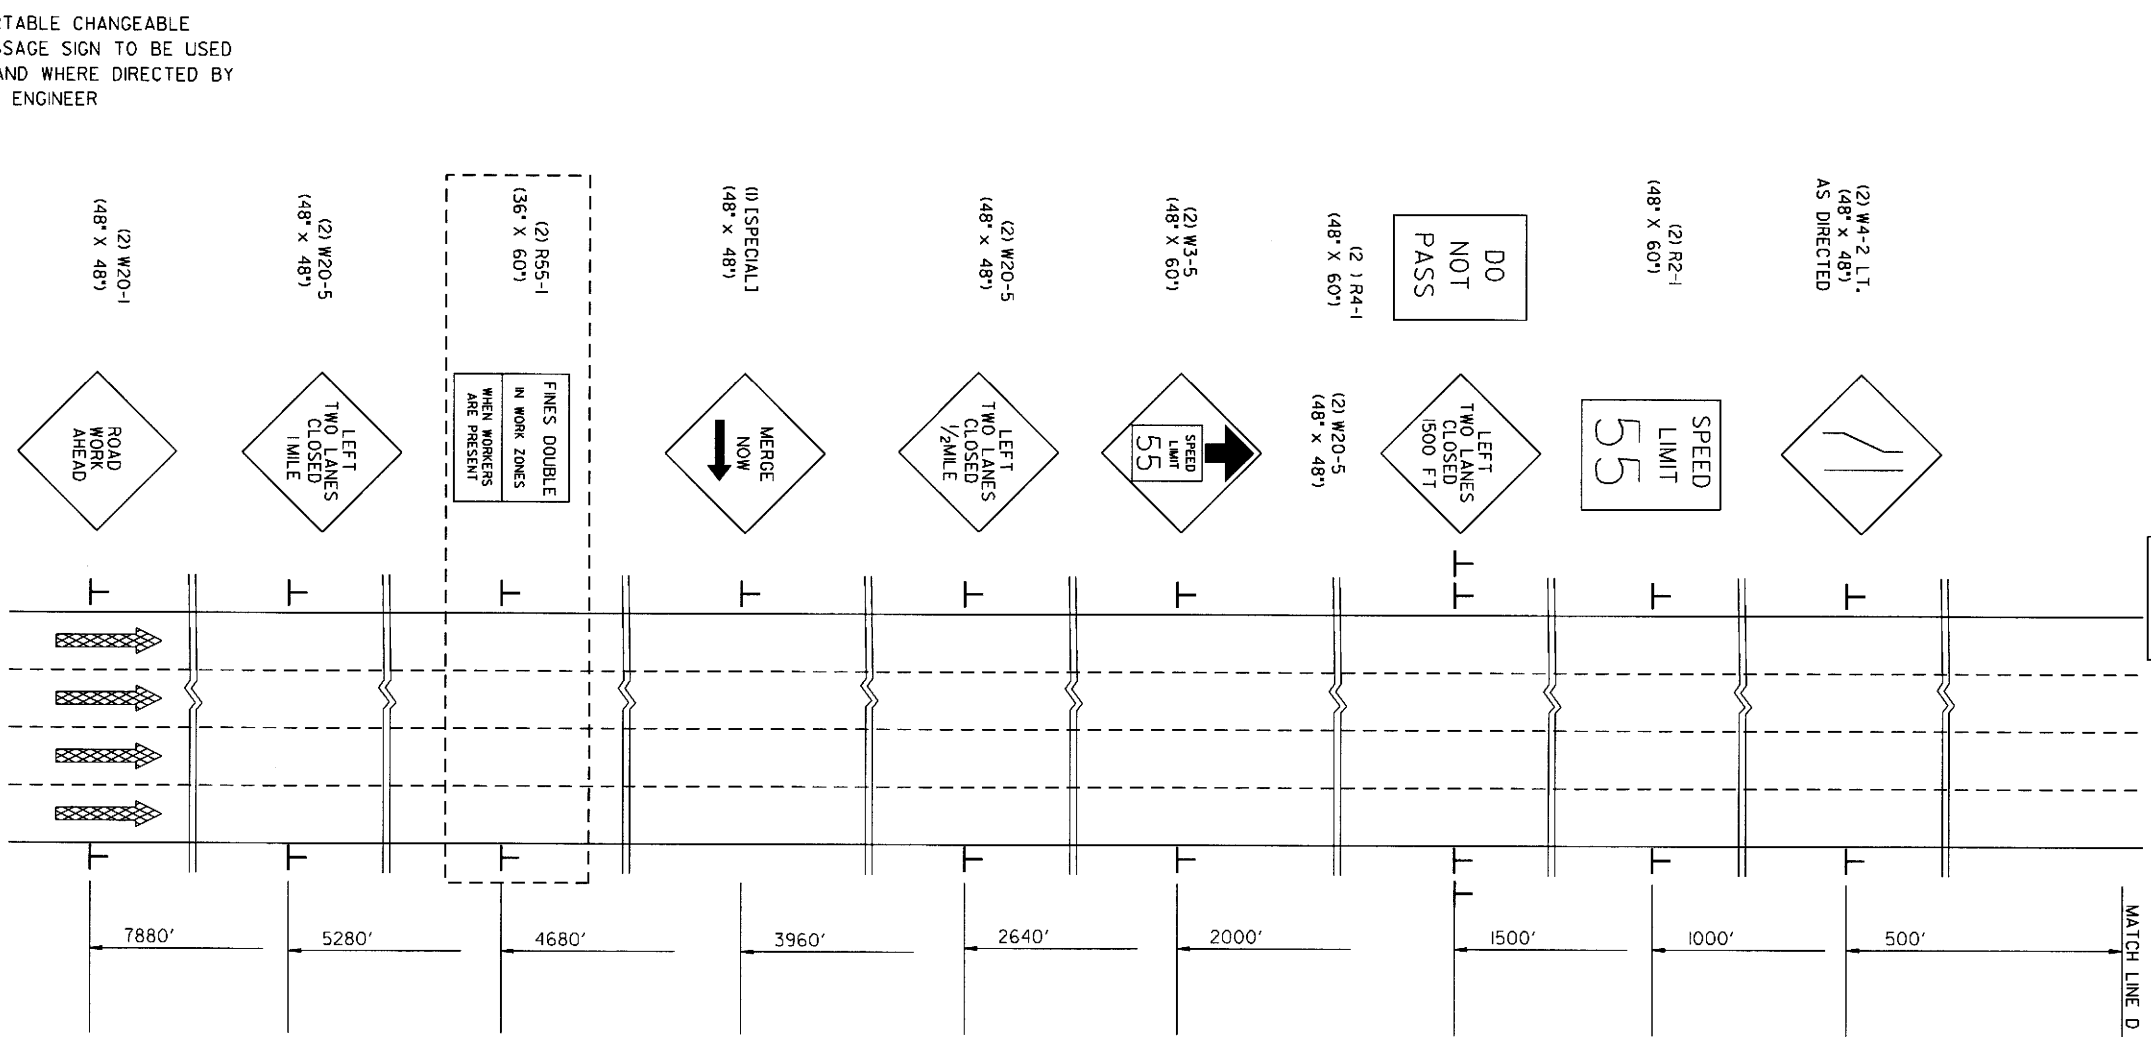 RTABLE CHANGEABLE
SSAGE SIGN TO BE USED
AND WHERE DIRECTED BY
ENGINEER
(2) W20-1
(48" X 48")
(2) W20-5
(48" x 48")
(2) R55-1
(36" X 60")
(1) [SPECIAL]
(48" x 48")
(2) W20-5
(48" x 48")
(2) W3-5
(48" X 60")
(2 ) R4-1
(48" X 60")
DO
NOT
PASS
(2) R2-1
(48" X 60")
(2) W4-2 LT.
(48" x 48")
AS DIRECTED
ROAD
WORK
AHEAD
LEFT
TWO LANES
CLOSED
1 MILE
FINES DOUBLE
IN WORK ZONES
WHEN WORKERS
ARE PRESENT
MERGE
NOW
LEFT
TWO LANES
CLOSED
1/2 MILE
SPEED
LIMIT
55
(2) W20-5
(48" x 48")
LEFT
TWO LANES
CLOSED
1500 FT
SPEED
LIMIT
55
7880'
5280'
4680'
3960'
2640'
2000'
1500'
1000'
500'
MATCH LINE D